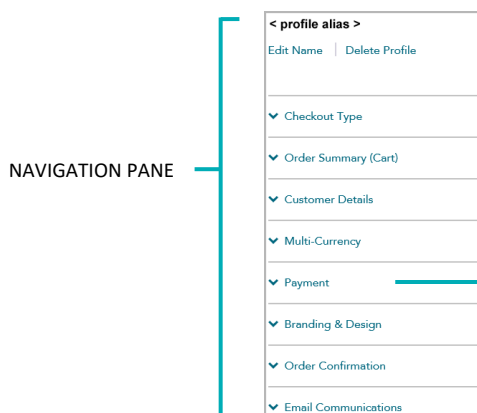 < profile alias >
Edit Name | Delete Profile
Checkout Type
Order Summary (Cart)
NAVIGATION PANE
Customer Details
Multi-Currency
Payment
Branding & Design
Order Confirmation
Email Communications